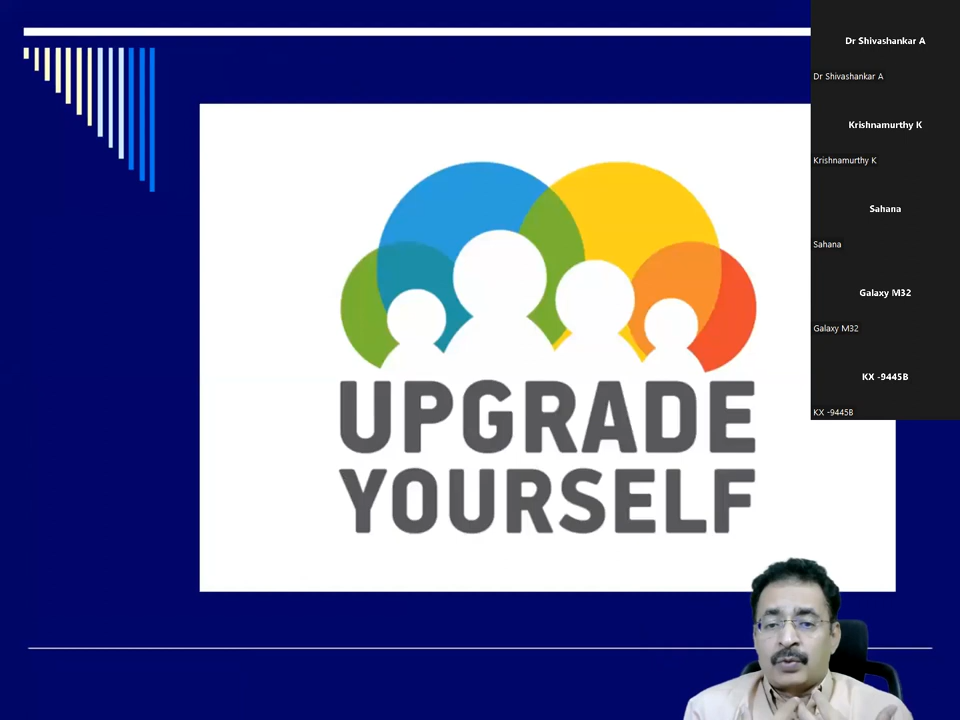 UPGRADE
YOURSELF
Dr Shivashankar A
Dr Shivashankar A
Krishnamurthy K
Krishnamurthy K
Sahana
Sahana
Galaxy M32
Galaxy M32
KX -9445B
KX -9445B